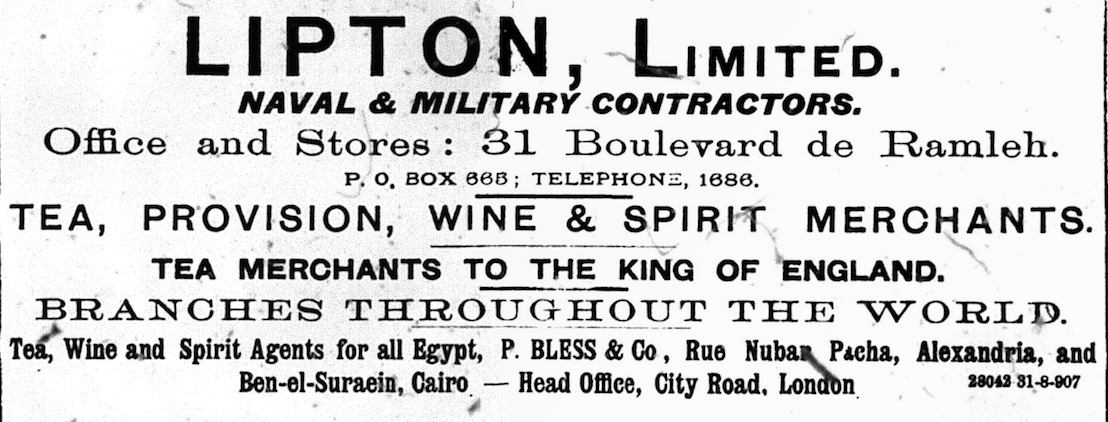 LIPTON, LIMITED.
NAVAL & MILITARY CONTRACTORS.
Office and Stores: 31 Boulevard de Ramleh.
P. O. BOX 665; TELEPHONE, 1686.
TEA, PROVISION, WINE & SPIRIT MERCHANTS.
TEA MERCHANTS TO THE KING OF ENGLAND.
BRANCHES THROUGHOUT THE WORLD.
Tea, Wine and Spirit Agents for all Egypt, P. BLESS & Co, Rue Nubar Pacha, Alexandria, and
Ben-el-Suraein, Cairo — Head Office, City Road, London 28042 31-8-907